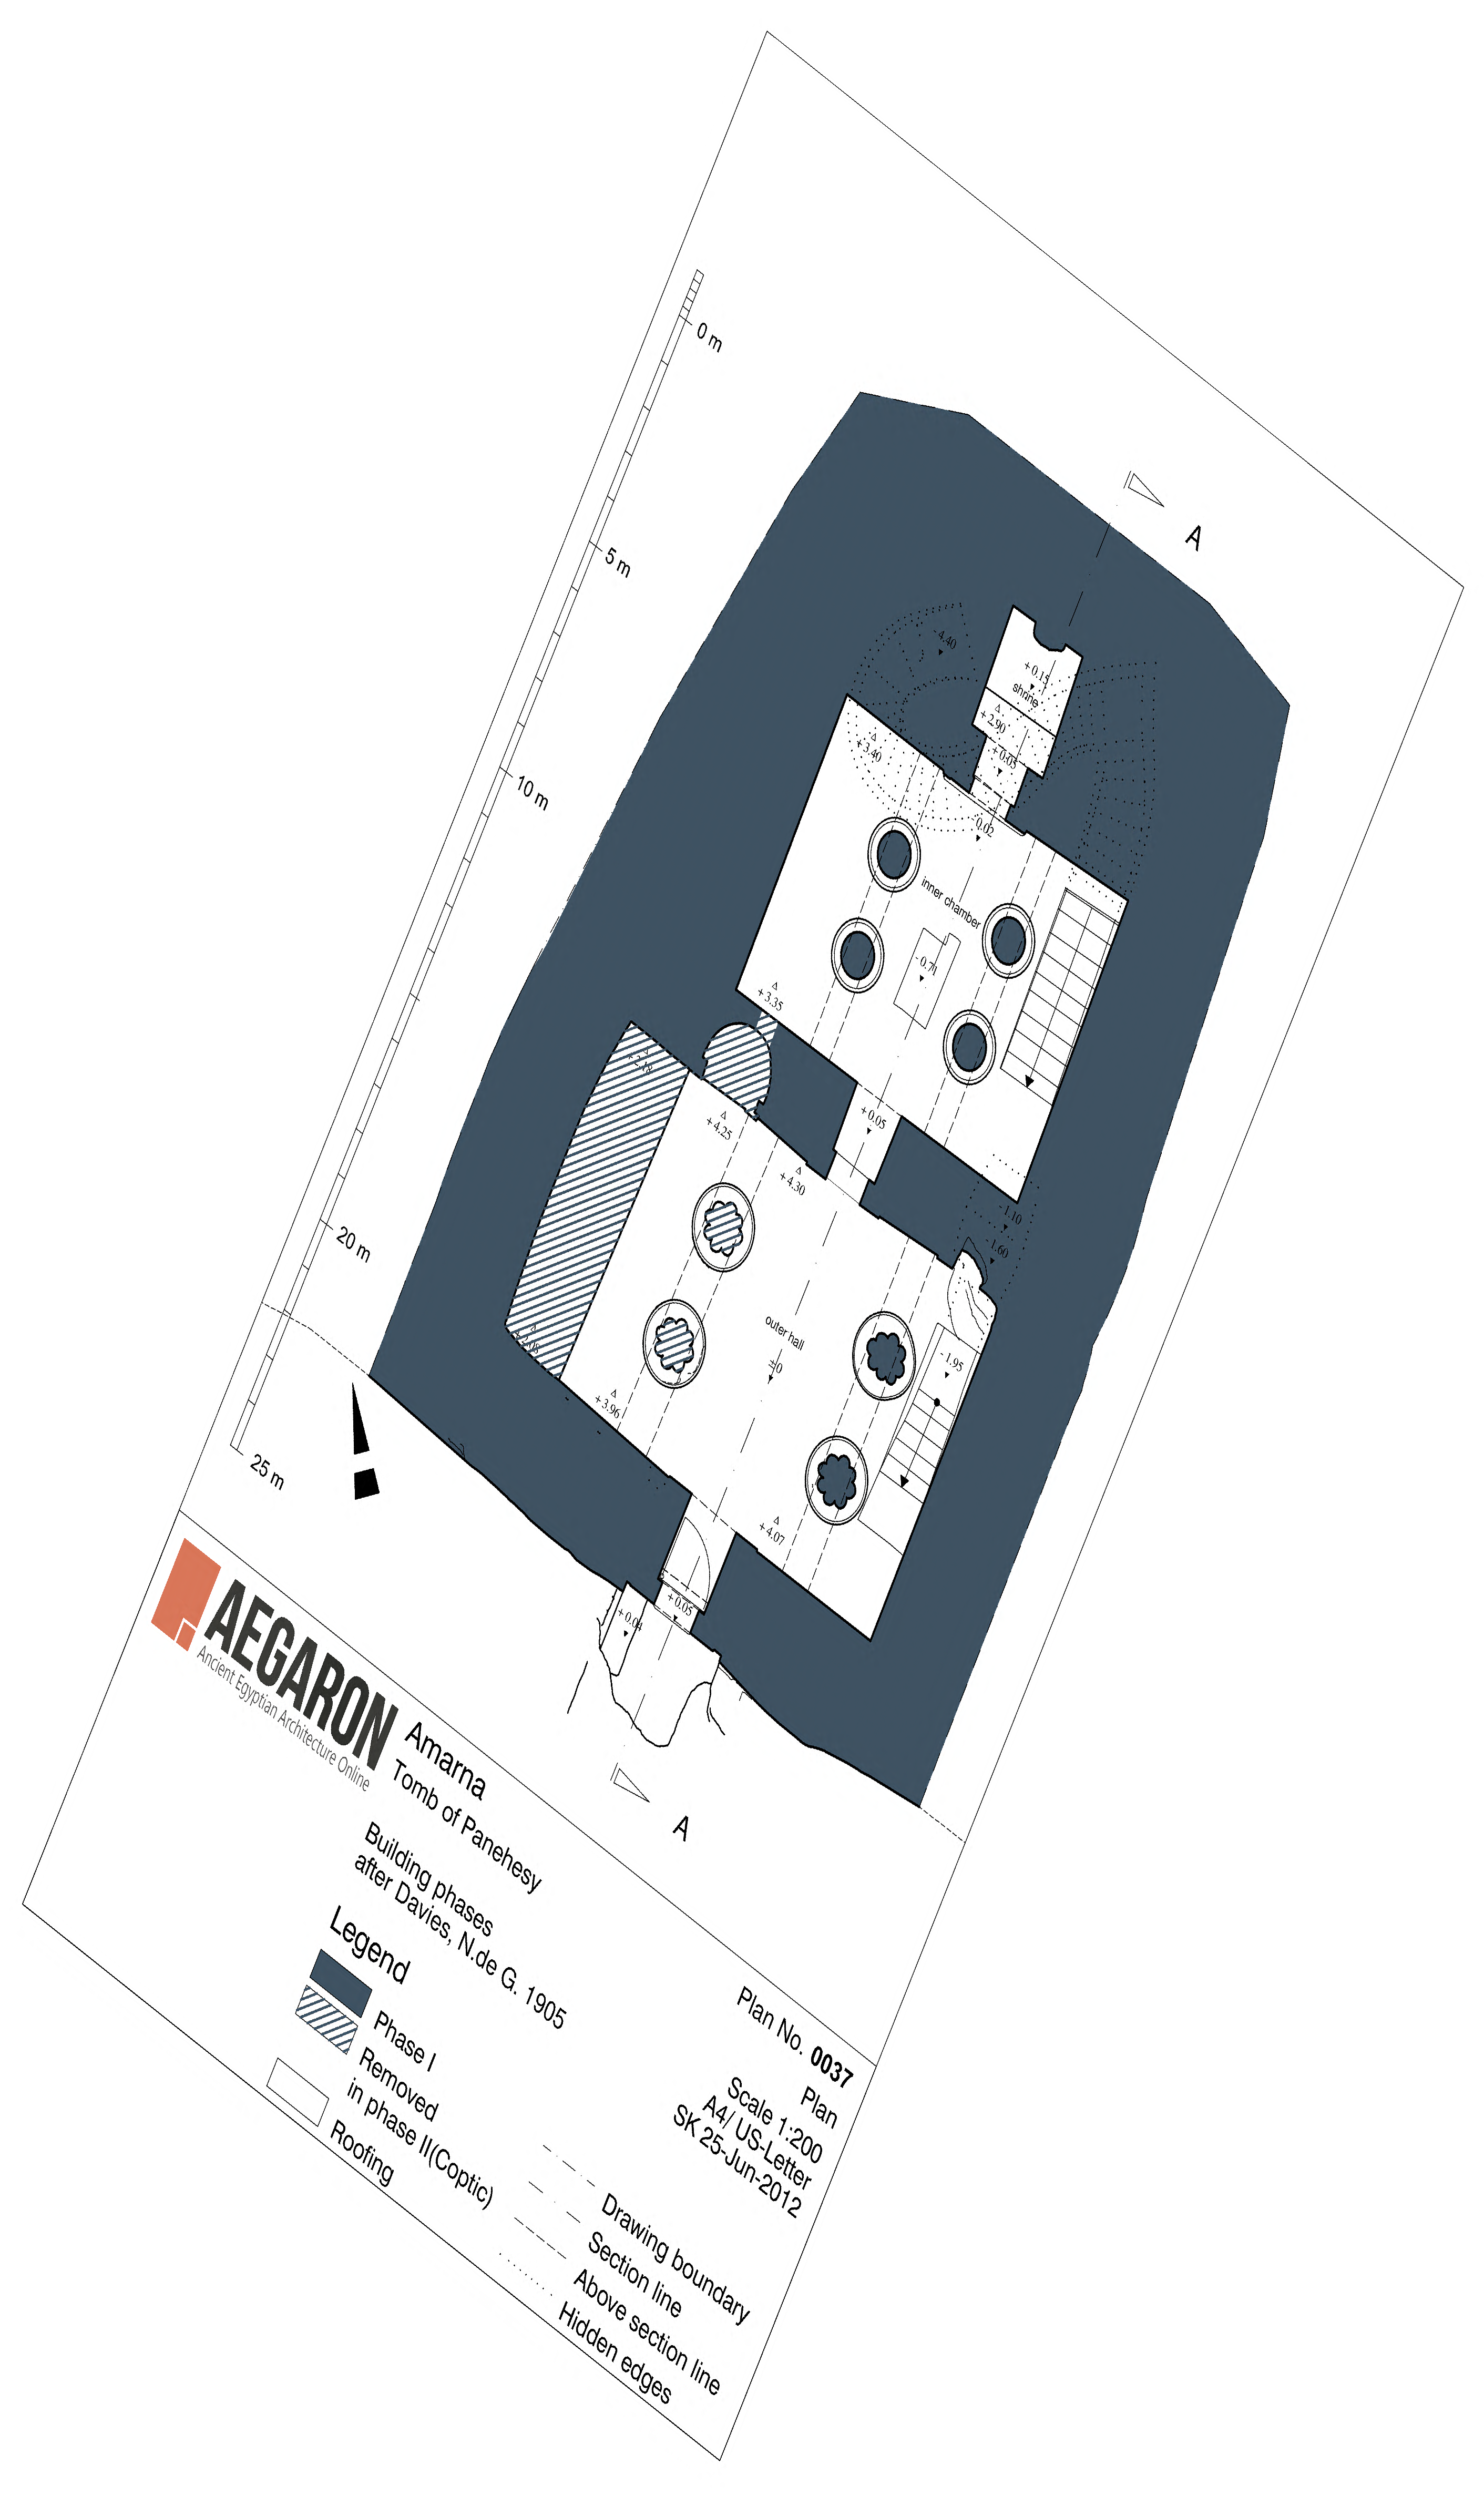 0 m
5 m
10 m
20 m
25 m
A
4.40
+0.15
shrine
+2.90
+0.05
+3.40
-0.02
inner chamber
-0.71
+3.35
+0.05
+2.18
+4.25
+4.30
-1.10
-1.60
outer hall
±0
-1.95
+2.08
+3.96
+4.07
+0.05
+0.04
A
AEGARON
Ancient Egyptian Architecture Online
Amarna
Tomb of Panehesy
Building phases
after Davies, N.de G. 1905
Legend
Phase I
Removed
in phase II(Coptic)
Roofing
Plan No. 0037
Plan
Scale 1:200
A4/ US-Letter
SK 25-Jun-2012
Drawing boundary
Section line
Above section line
Hidden edges